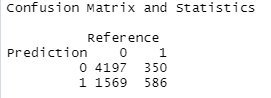 Confusion Matrix and Statistics
Reference
Prediction 0 1
0 4197 350
1 1569 586